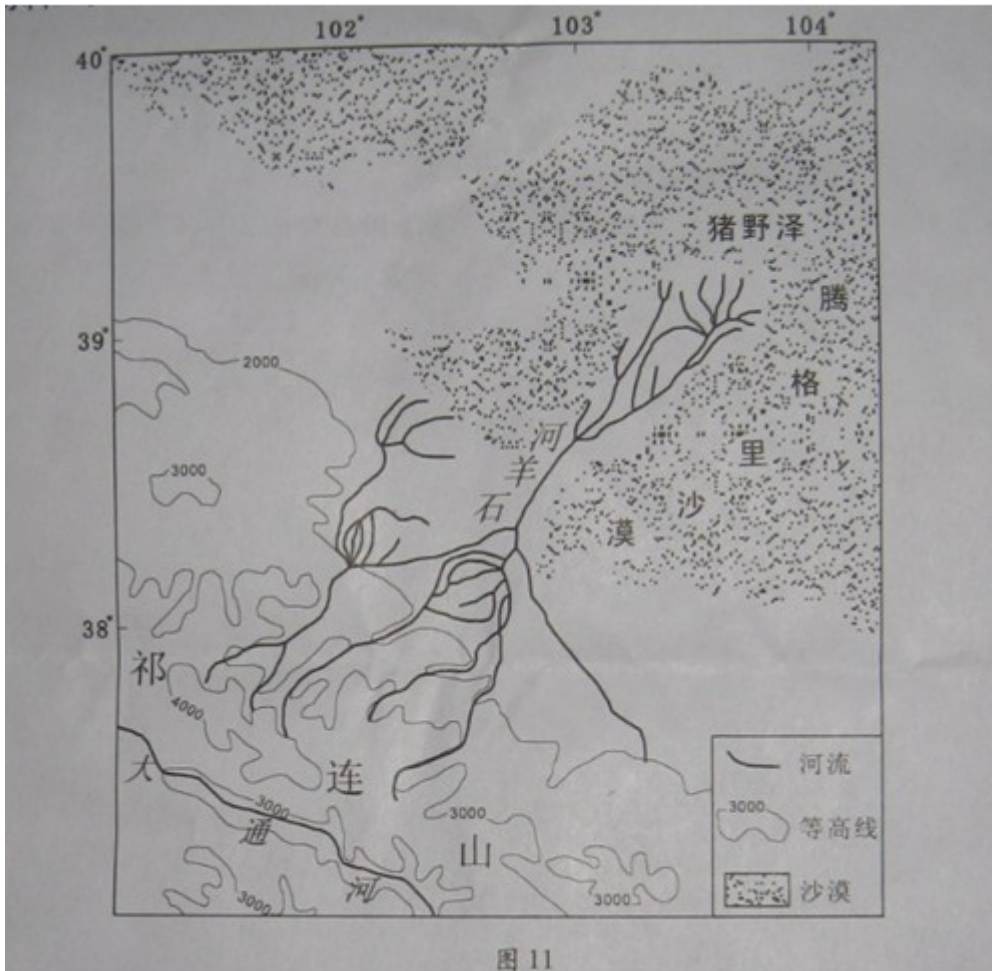 102°
103°
104°
40°
猪野泽
腾
39°
2000
格
河
里
3000
羊
石
沙
漠
38°
祁
4000
大
连
河流
3000
3000
3000
等高线
通
山
河
3000
3000
沙漠
图 11